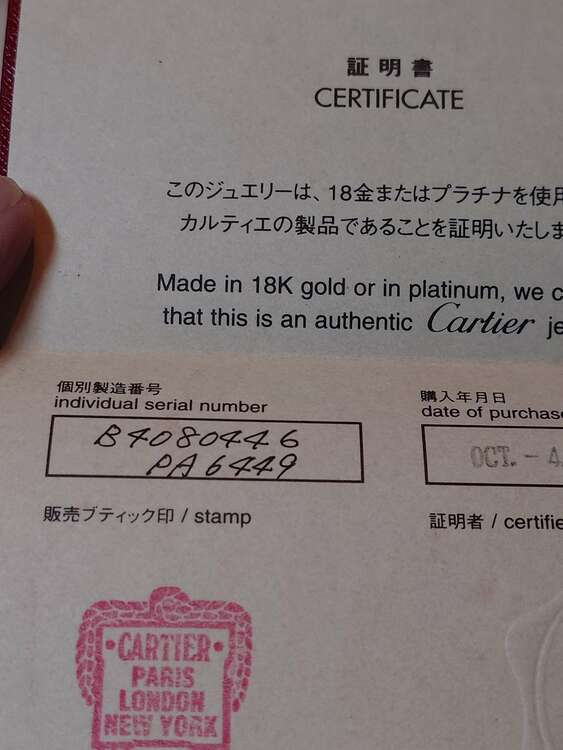 証明書
CERTIFICATE
このジュエリーは、18金またはプラチナを使用
カルティエの製品であることを証明いたしま
Made in 18K gold or in platinum, we c
that this is an authentic Cartier je
個別製造番号
individual serial number
B4080446
PA6449
購入年月日
date of purchase
OCT. - 4
販売ブティック印 / stamp
証明者 / certifie
CARTIER
PARIS
LONDON
NEW YORK